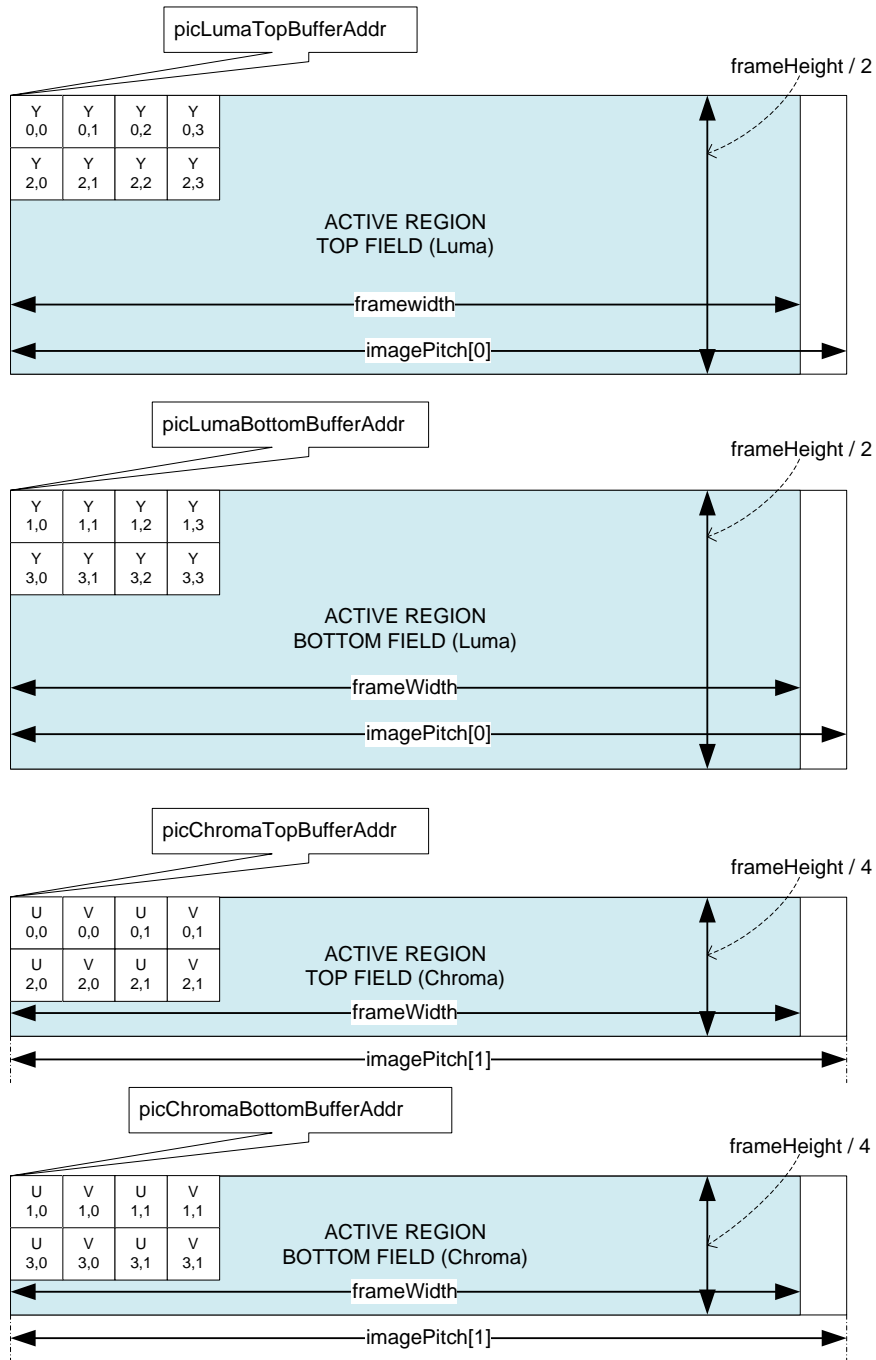 picLumaTopBufferAddr
frameHeight / 2
Y Y Y Y
0,0 0,1 0,2 0,3
Y Y Y Y
2,0 2,1 2,2 2,3
ACTIVE REGION
TOP FIELD (Luma)
framewidth
imagePitch[0]
picLumaBottomBufferAddr
frameHeight / 2
Y Y Y Y
1,0 1,1 1,2 1,3
Y Y Y Y
3,0 3,1 3,2 3,3
ACTIVE REGION
BOTTOM FIELD (Luma)
frameWidth
imagePitch[0]
picChromaTopBufferAddr
frameHeight / 4
U V U V
0,0 0,0 0,1 0,1
U V U V
2,0 2,0 2,1 2,1
ACTIVE REGION
TOP FIELD (Chroma)
frameWidth
imagePitch[1]
picChromaBottomBufferAddr
frameHeight / 4
U V U V
1,0 1,0 1,1 1,1
U V U V
3,0 3,0 3,1 3,1
ACTIVE REGION
BOTTOM FIELD (Chroma)
frameWidth
imagePitch[1]